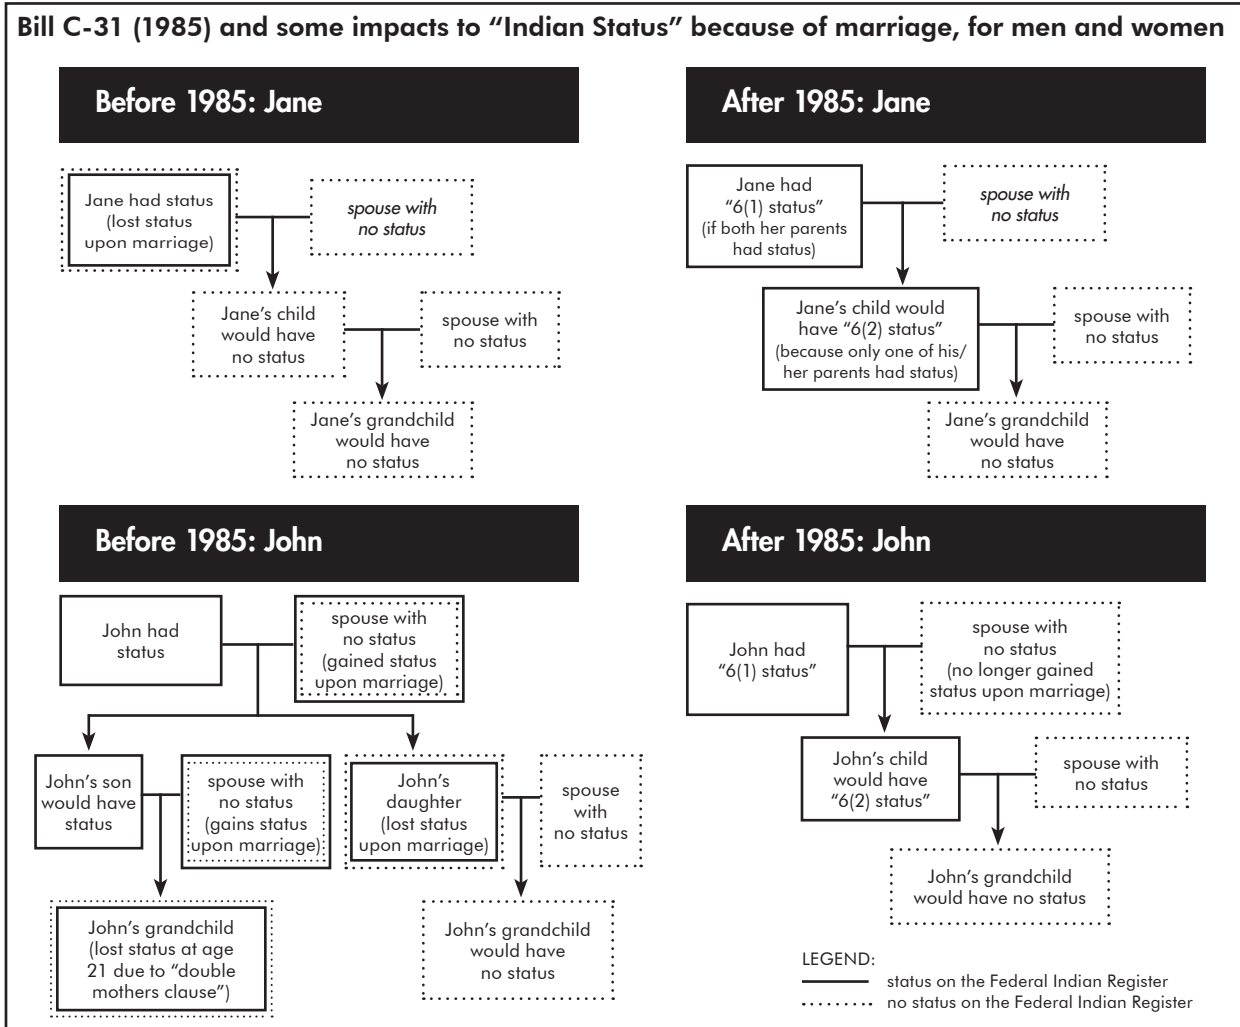 Bill C-31 (1985) and some impacts to “Indian Status” because of marriage, for men and women
Before 1985: Jane
Jane had status
(lost status
upon marriage)
spouse with
no status
Jane’s child
would have
no status
spouse with
no status
Jane’s grandchild
would have
no status
After 1985: Jane
Jane had
“6(1) status”
(if both her parents
had status)
spouse with
no status
Jane’s child would
have “6(2) status”
(because only one of his/
her parents had status)
spouse with
no status
Jane’s grandchild
would have
no status
Before 1985: John
John had
status
spouse with
no status
(gained status
upon marriage)
John’s son
would have
status
spouse with
no status
(gains status
upon marriage)
John’s
daughter
(lost status
upon marriage)
spouse
with
no status
John’s grandchild
(lost status at age
21 due to “double
mothers clause”)
John’s grandchild
would have
no status
After 1985: John
John had
“6(1) status”
spouse with
no status
(no longer gained
status upon marriage)
John’s child
would have
“6(2) status”
spouse with
no status
John’s grandchild
would have no status
LEGEND:
status on the Federal Indian Register
no status on the Federal Indian Register